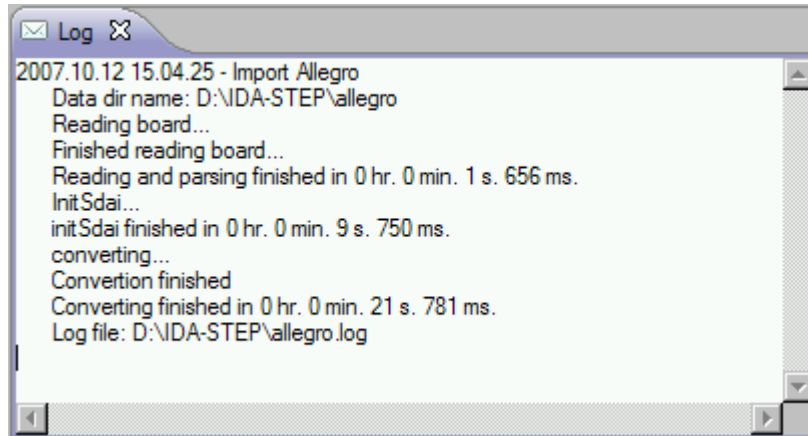 Log
2007.10.12 15.04.25 - Import Allegro
Data dir name: D:\IDA-STEP\allegro
Reading board...
Finished reading board...
Reading and parsing finished in 0 hr. 0 min. 1 s. 656 ms.
InitSdai...
initSdai finished in 0 hr. 0 min. 9 s. 750 ms.
converting...
Convertion finished
Converting finished in 0 hr. 0 min. 21 s. 781 ms.
Log file: D:\IDA-STEP\allegro.log